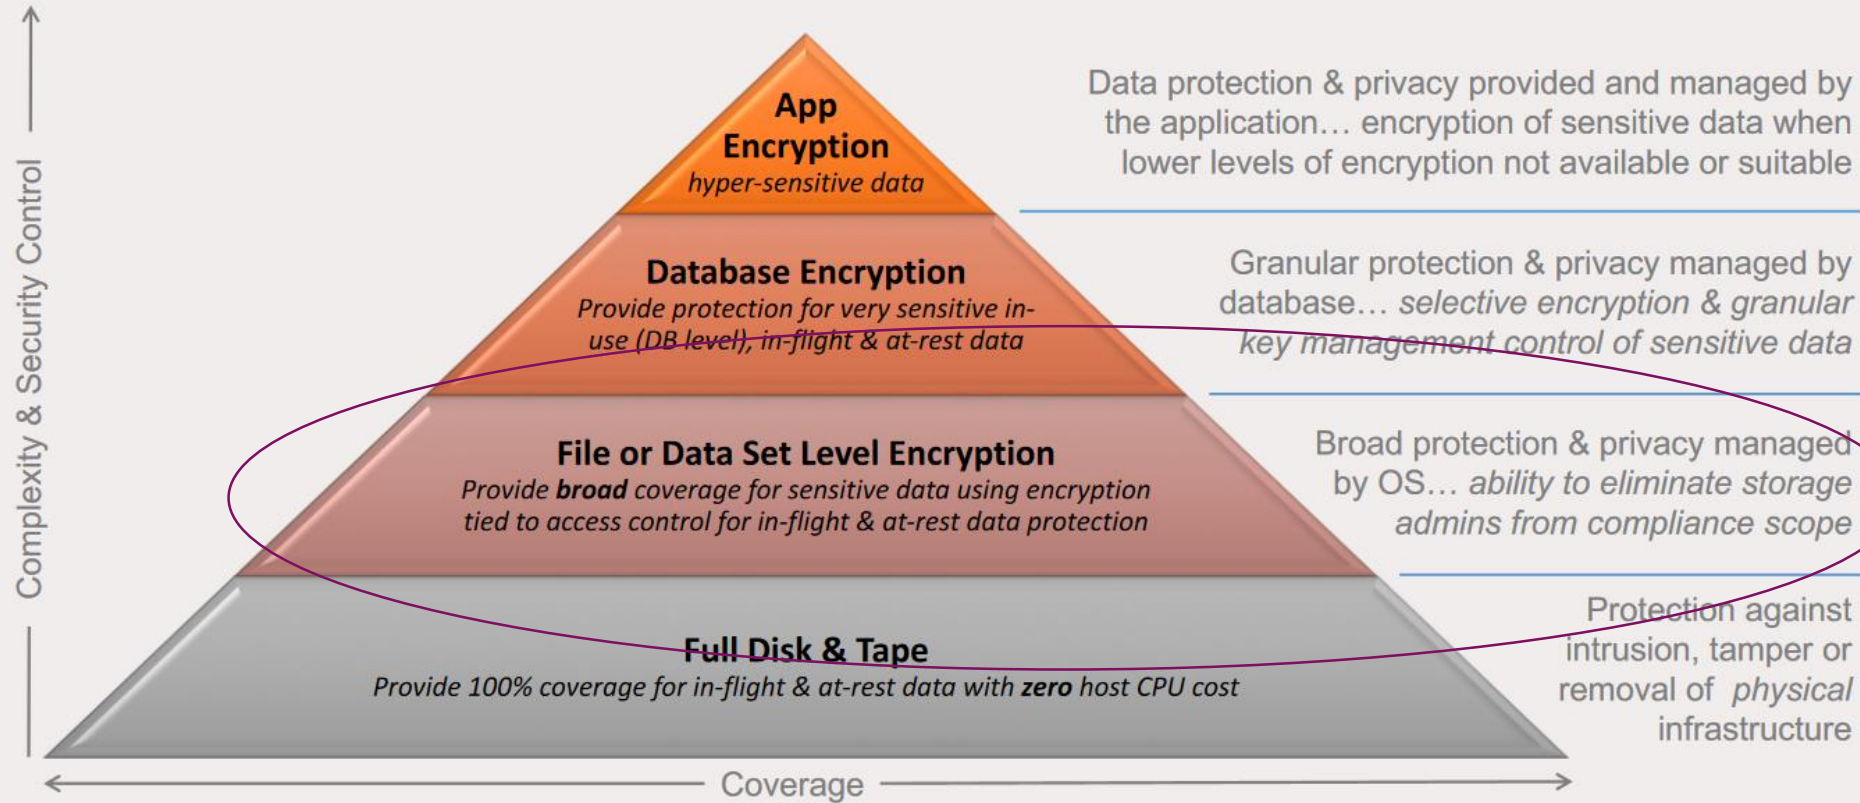 App
Encryption
hyper-sensitive data
Data protection & privacy provided and managed by
the application… encryption of sensitive data when
lower levels of encryption not available or suitable
Database Encryption
Provide protection for very sensitive in-
use (DB level), in-flight & at-rest data
Granular protection & privacy managed by
database… selective encryption & granular
key management control of sensitive data
File or Data Set Level Encryption
Provide broad coverage for sensitive data using encryption
tied to access control for in-flight & at-rest data protection
Broad protection & privacy managed
by OS… ability to eliminate storage
admins from compliance scope
Full Disk & Tape
Provide 100% coverage for in-flight & at-rest data with zero host CPU cost
Protection against
intrusion, tamper or
removal of physical
infrastructure
Complexity & Security Control
Coverage